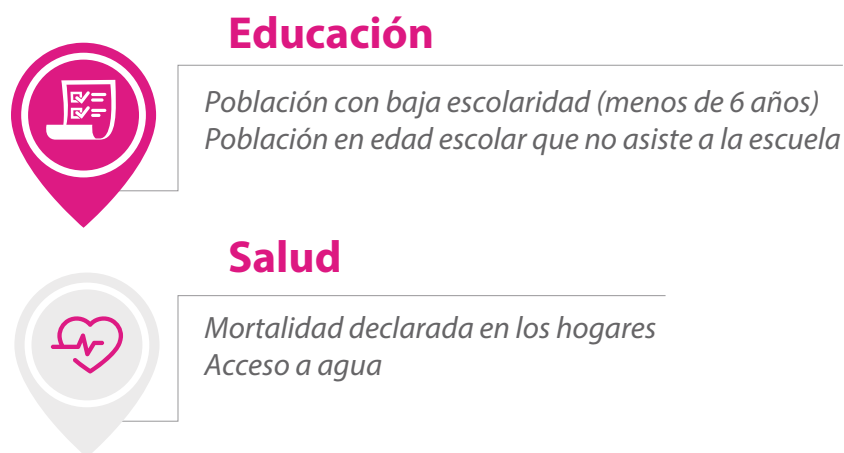 Educación
Población con baja escolaridad (menos de 6 años)
Población en edad escolar que no asiste a la escuela
Salud
Mortalidad declarada en los hogares
Acceso a agua